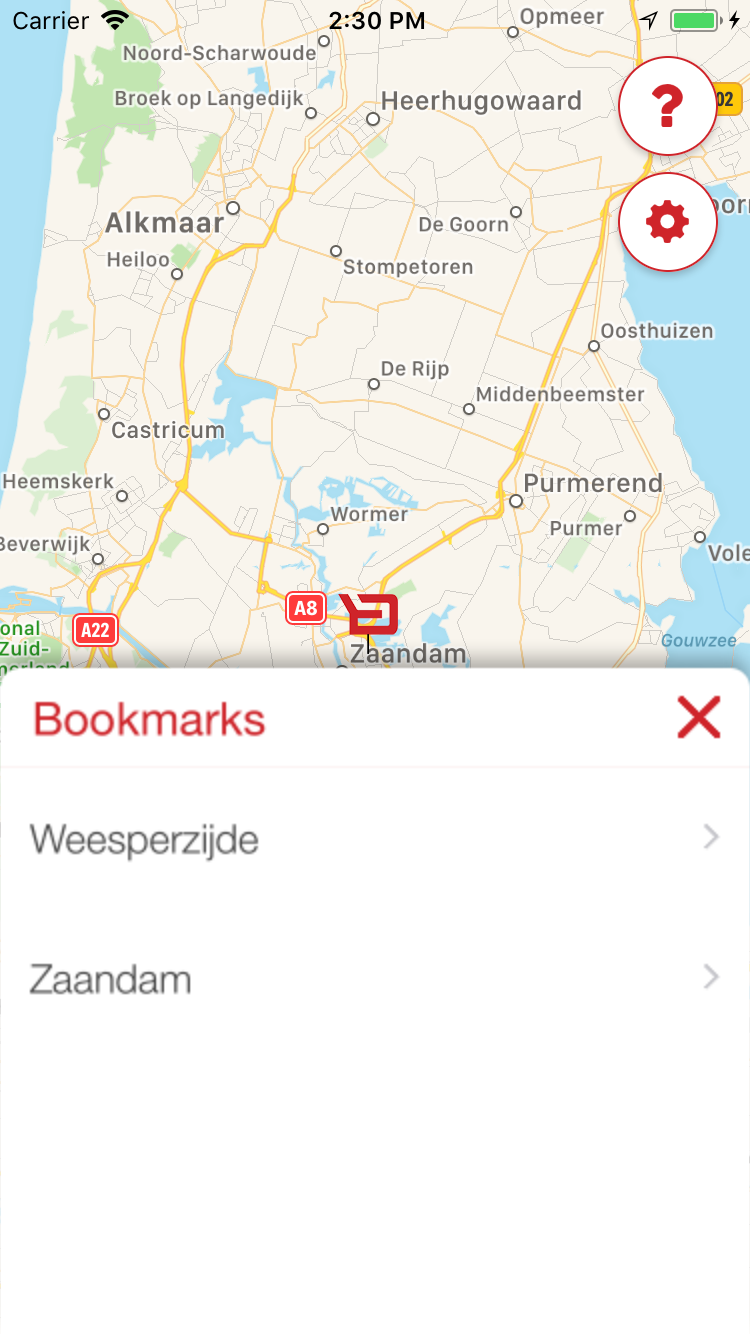 Carrier 2:30 PM
Opmeer
Noord-Scharwoude
Broek op Langedijk
Heerhugowaard
?
02
Alkmaar
De Goorn
Heiloo
Stompetoren
Oosthuizen
De Rijp
Middenbeemster
Castricum
Heemskerk
Purmerend
Wormer
Purmer
Beverwijk
Vole
A8
A22
onal
Zuid-
Gouwzee
Zaandam
Bookmarks
Weesperzijde
Zaandam